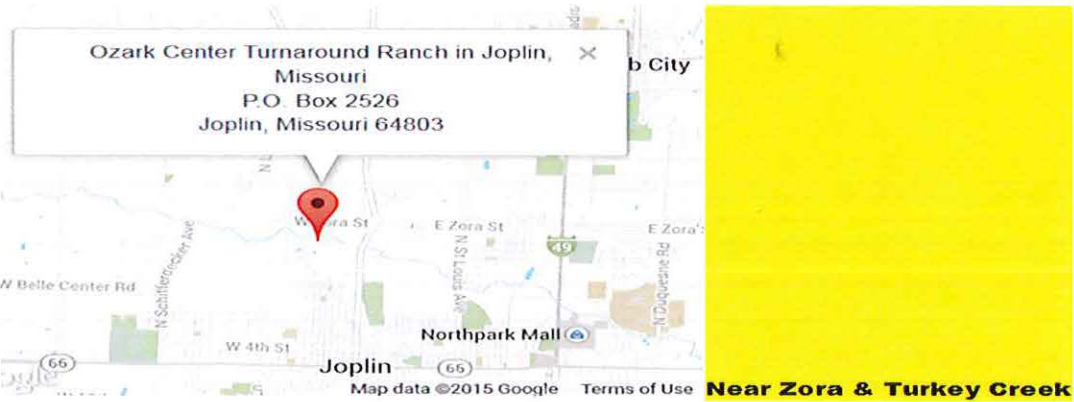 Ozark Center Turnaround Ranch in Joplin,
Missouri
P.O. Box 2526
Joplin, Missouri 64803
b City
W Zora St
E Zora St
E Zora
49
N Schifferdecker Ave
N St Louis Ave
N Duquesne Rd
W Belle Center Rd
Northpark Mall
W 4th St
66
Joplin
66
Map data ©2015 Google Terms of Use
Near Zora & Turkey Creek